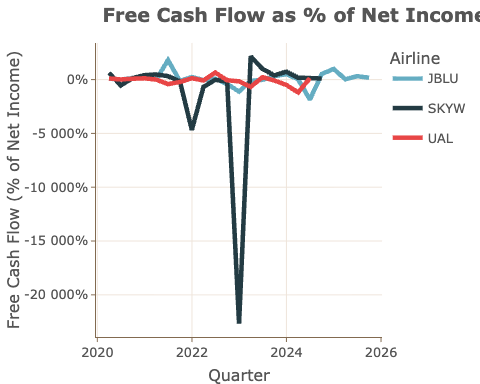 Free Cash Flow as % of Net Income
Free Cash Flow (% of Net Income)
0%
-5 000%
-10 000%
-15 000%
-20 000%
2020
2022
2024
2026
Quarter
Airline
JBLU
SKYW
UAL